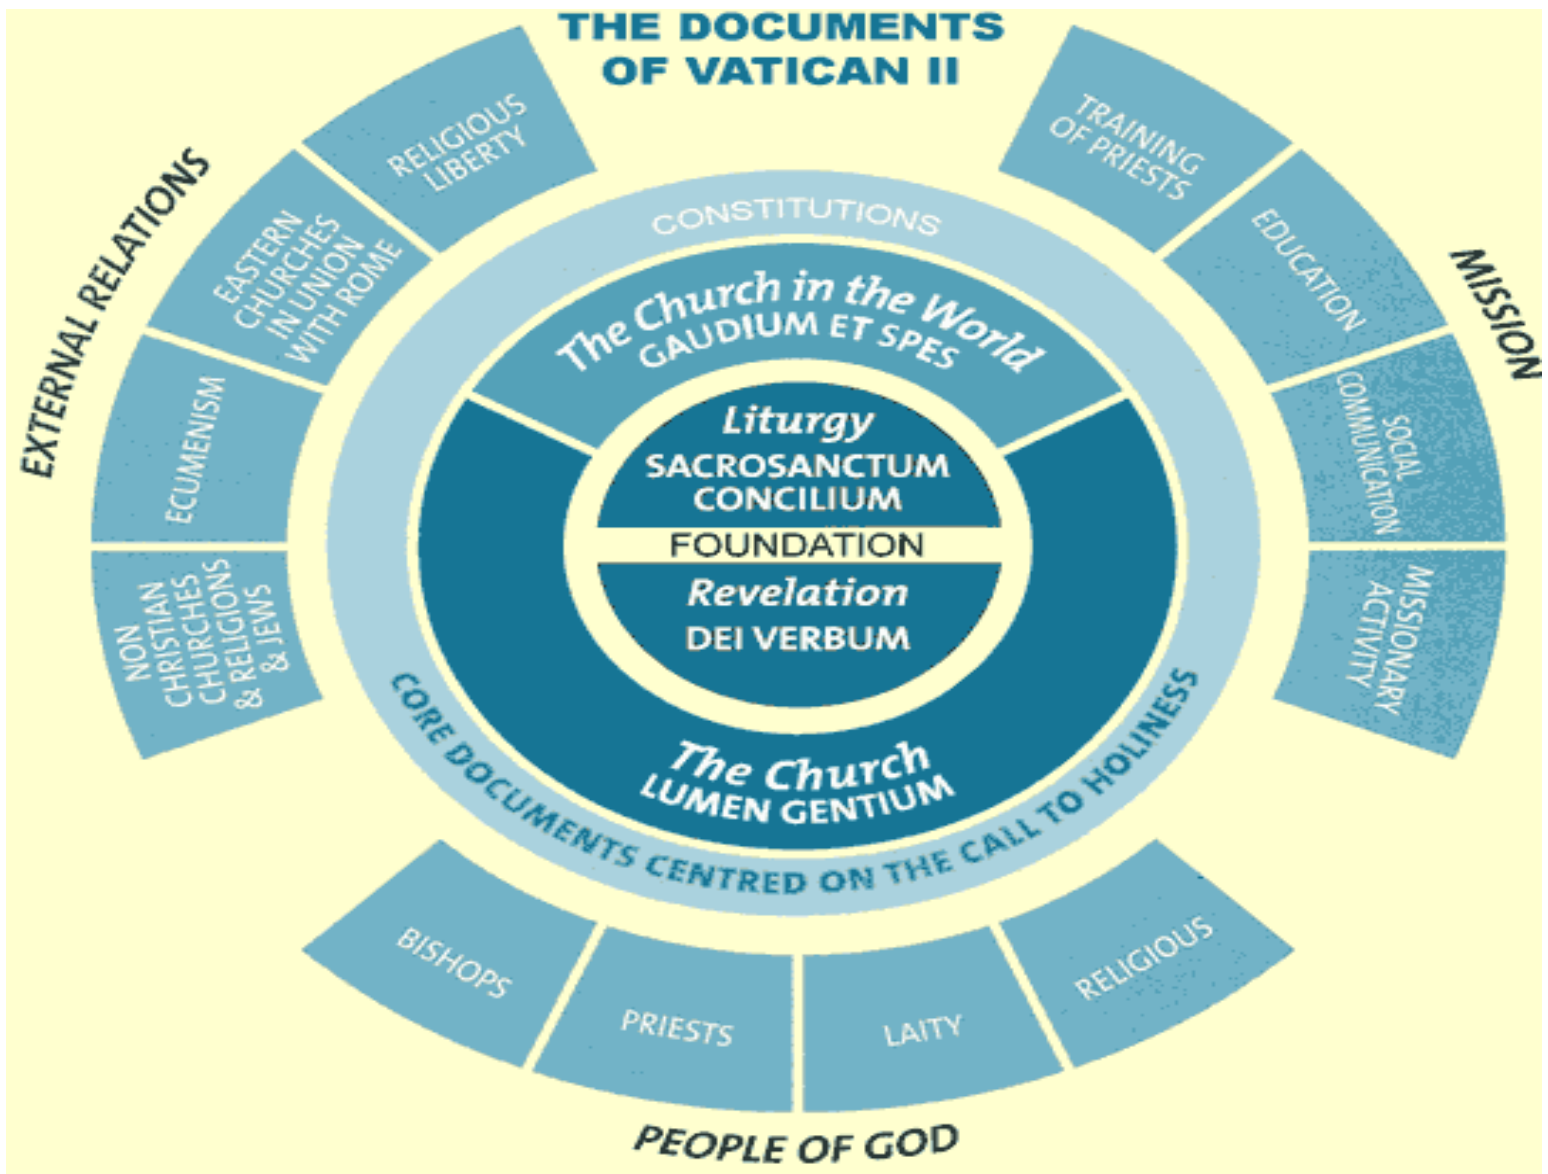 THE DOCUMENTS
OF VATICAN II
EXTERNAL RELATIONS
RELIGIOUS
LIBERTY
EASTERN
CHURCHES
IN UNION
WITH ROME
ECUMENISM
NON
CHRISTIAN
CHURCHES
& RELIGIONS
& JEWS
MISSION
TRAINING
OF PRIESTS
EDUCATION
SOCIAL
COMMUNICATION
MISSIONARY
ACTIVITY
CONSTITUTIONS
The Church in the World
GAUDIUM ET SPES
Liturgy
SACROSANCTUM
CONCILIUM
FOUNDATION
Revelation
DEI VERBUM
The Church
LUMEN GENTIUM
CORE DOCUMENTS CENTRED ON THE CALL TO HOLINESS
BISHOPS
PRIESTS
LAITY
RELIGIOUS
PEOPLE OF GOD